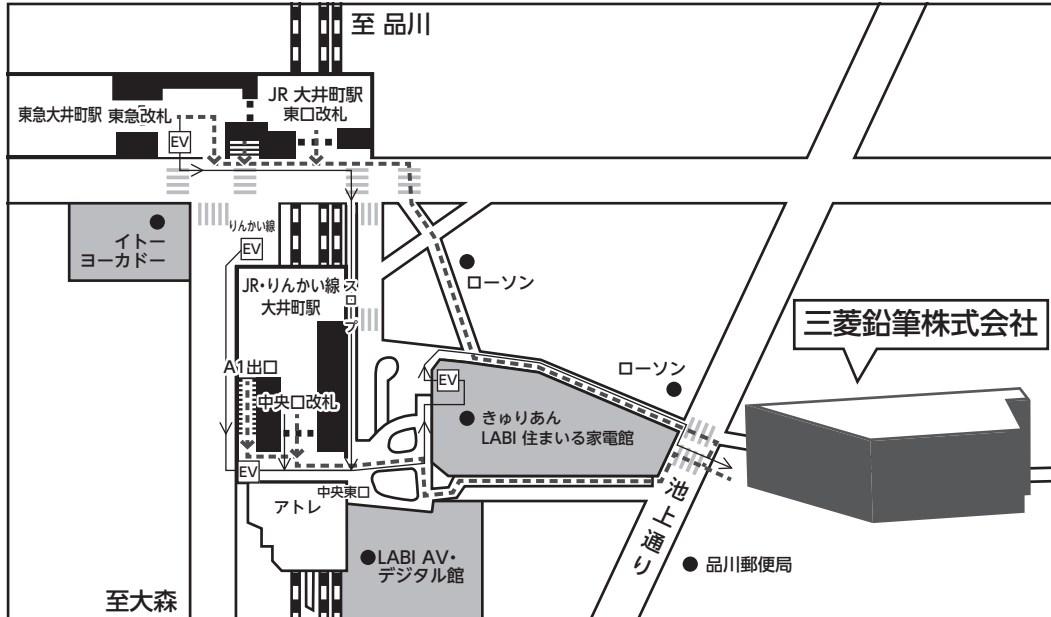 至 品川
東急大井町駅
東急改札
JR 大井町駅
東口改札
EV
イトー
ヨーカドー
りんかい線
EV
JR・りんかい線
大井町駅
スロープ
ローソン
三菱鉛筆株式会社
ローソン
A1出口
中央口改札
EV
きゅりあん
LABI 住まいる家電館
EV
中央東口
アトレ
池上通り
LABI AV・
デジタル館
品川郵便局
至大森